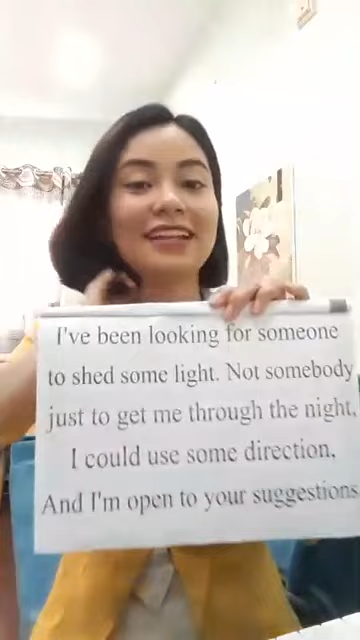 I've been looking for someone
to shed some light. Not somebody
just to get me through the night,
I could use some direction,
And I'm open to your suggestions